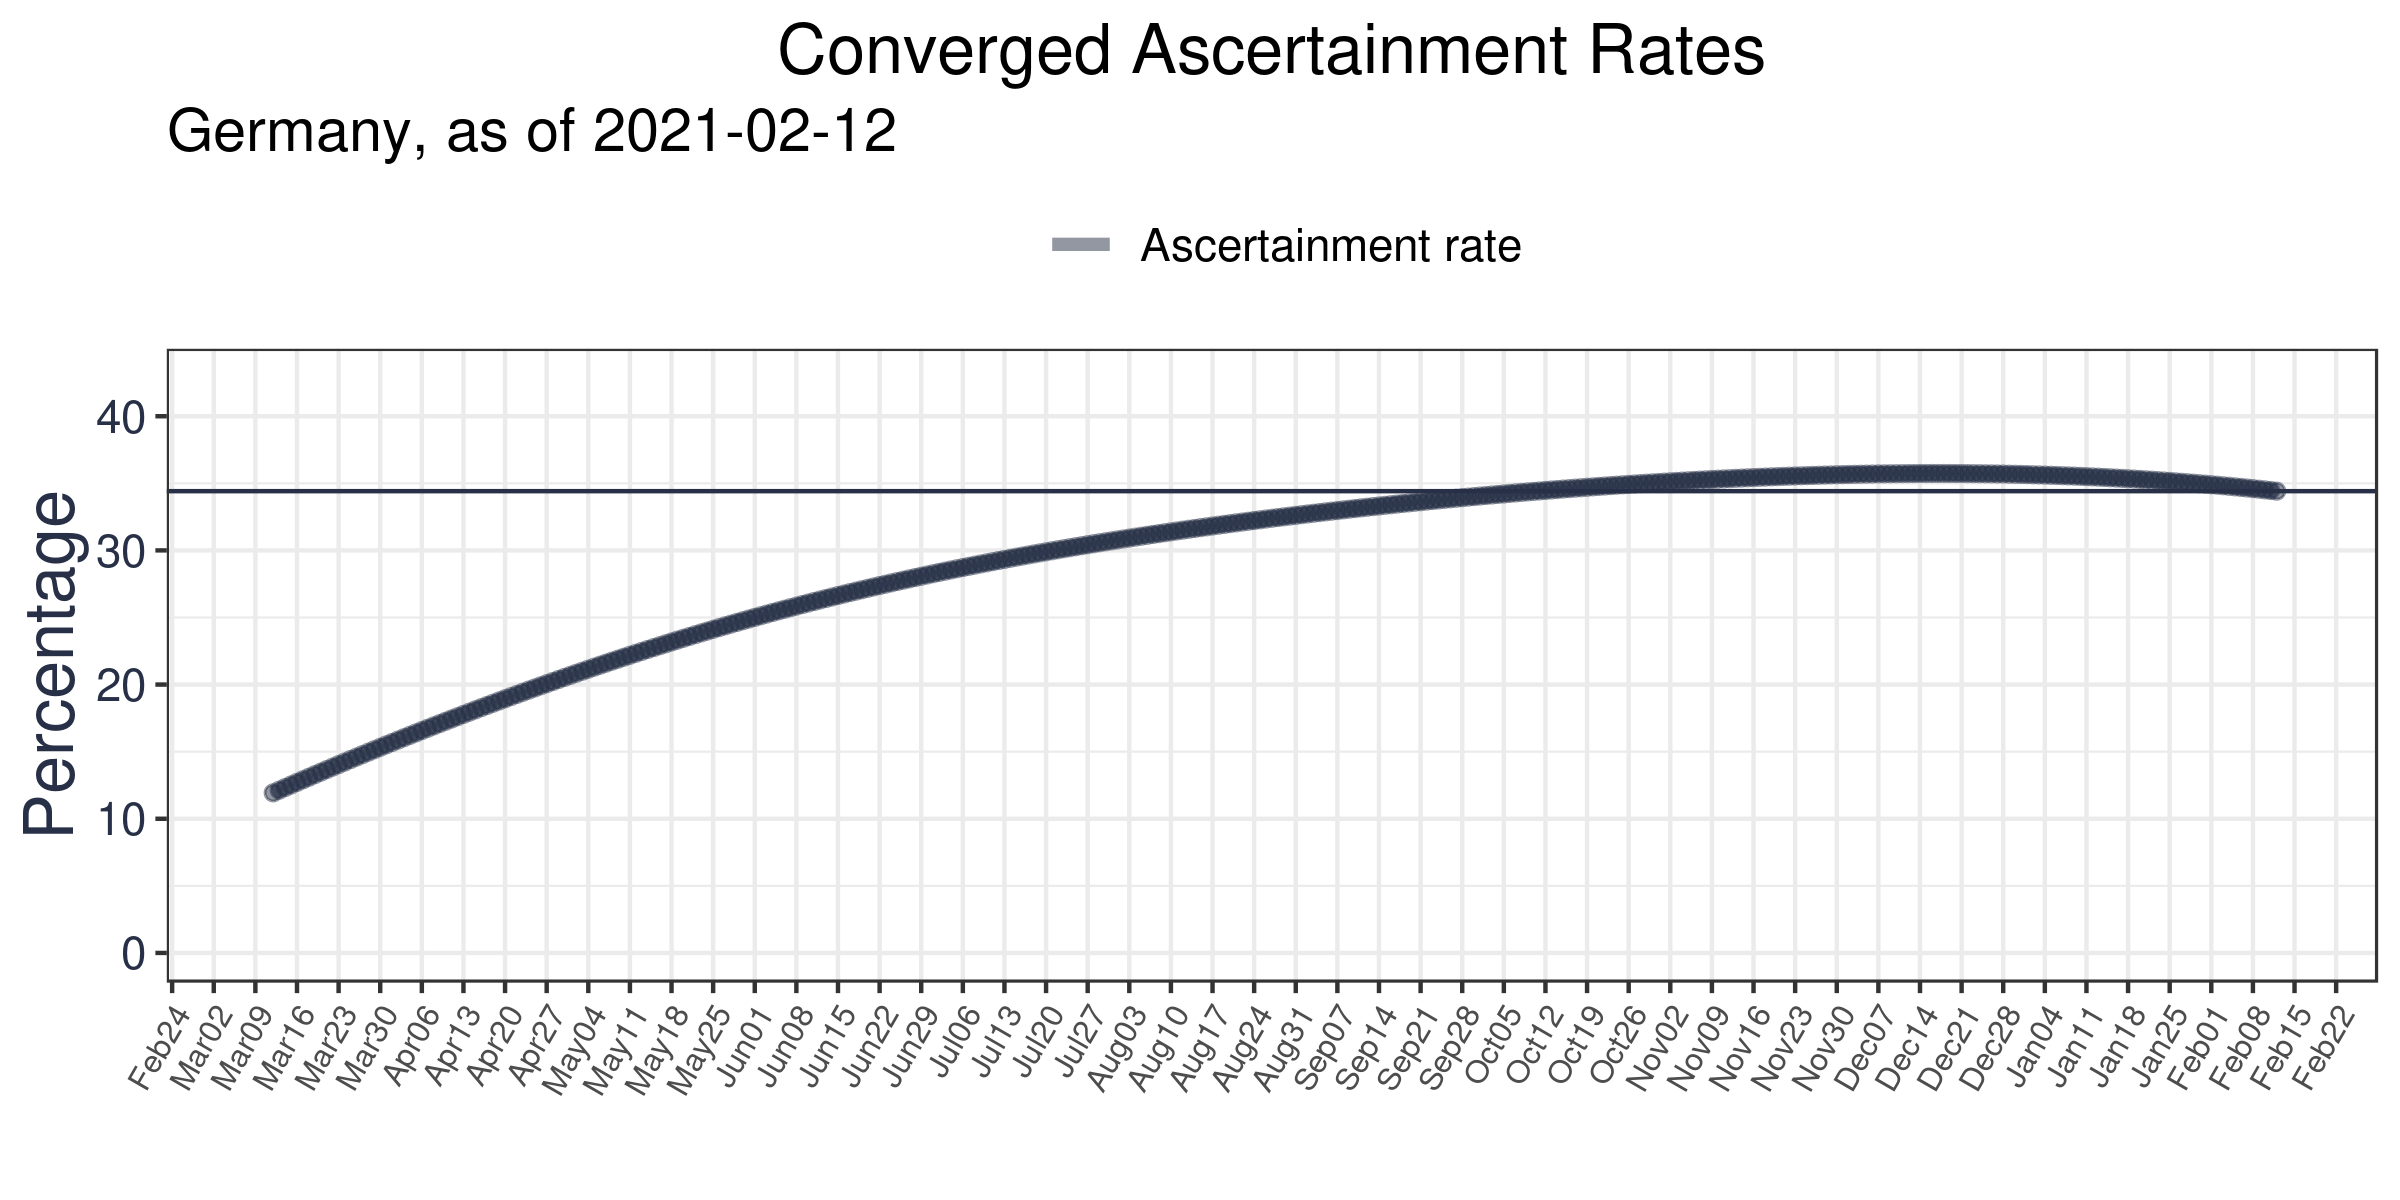 Converged Ascertainment Rates
Germany, as of 2021-02-12
Ascertainment rate
Percentage
40
30
20
10
0
Feb24 Mar02 Mar09 Mar16 Mar23 Mar30 Apr06 Apr13 Apr20 Apr27 May04 May11 May18 May25 Jun01 Jun08 Jun15 Jun22 Jun29 Jul06 Jul13 Jul20 Jul27 Aug03 Aug10 Aug17 Aug24 Aug31 Sep07 Sep14 Sep21 Sep28 Oct05 Oct12 Oct19 Oct26 Nov02 Nov09 Nov16 Nov23 Nov30 Dec07 Dec14 Dec21 Dec28 Jan04 Jan11 Jan18 Jan25 Feb01 Feb08 Feb15 Feb22